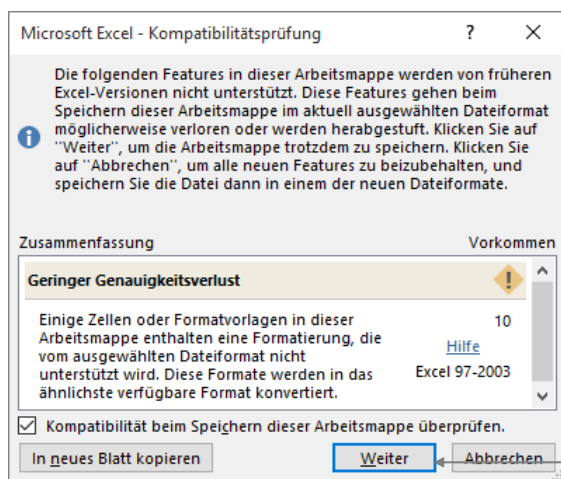 Microsoft Excel - Kompatibilitätsprüfung
Die folgenden Features in dieser Arbeitsmappe werden von früheren
Excel-Versionen nicht unterstützt. Diese Features gehen beim
Speichern dieser Arbeitsmappe im aktuell ausgewählten Dateiformat
möglicherweise verloren oder werden herabgestuft. Klicken Sie auf
"Weiter", um die Arbeitsmappe trotzdem zu speichern. Klicken Sie
auf "Abbrechen", um alle neuen Features zu beizubehalten, und
speichern Sie die Datei dann in einem der neuen Dateiformate.
Zusammenfassung Vorkommen
Geringer Genauigkeitsverlust
Einige Zellen oder Formatvorlagen in dieser 10
Arbeitsmappe enthalten eine Formatierung, die Hilfe
vom ausgewählten Dateiformat nicht
unterstützt wird. Diese Formate werden in das Excel 97-2003
ähnlichste verfügbare Format konvertiert.
Kompatibilität beim Speichern dieser Arbeitsmappe überprüfen.
In neues Blatt kopieren Weiter Abbrechen